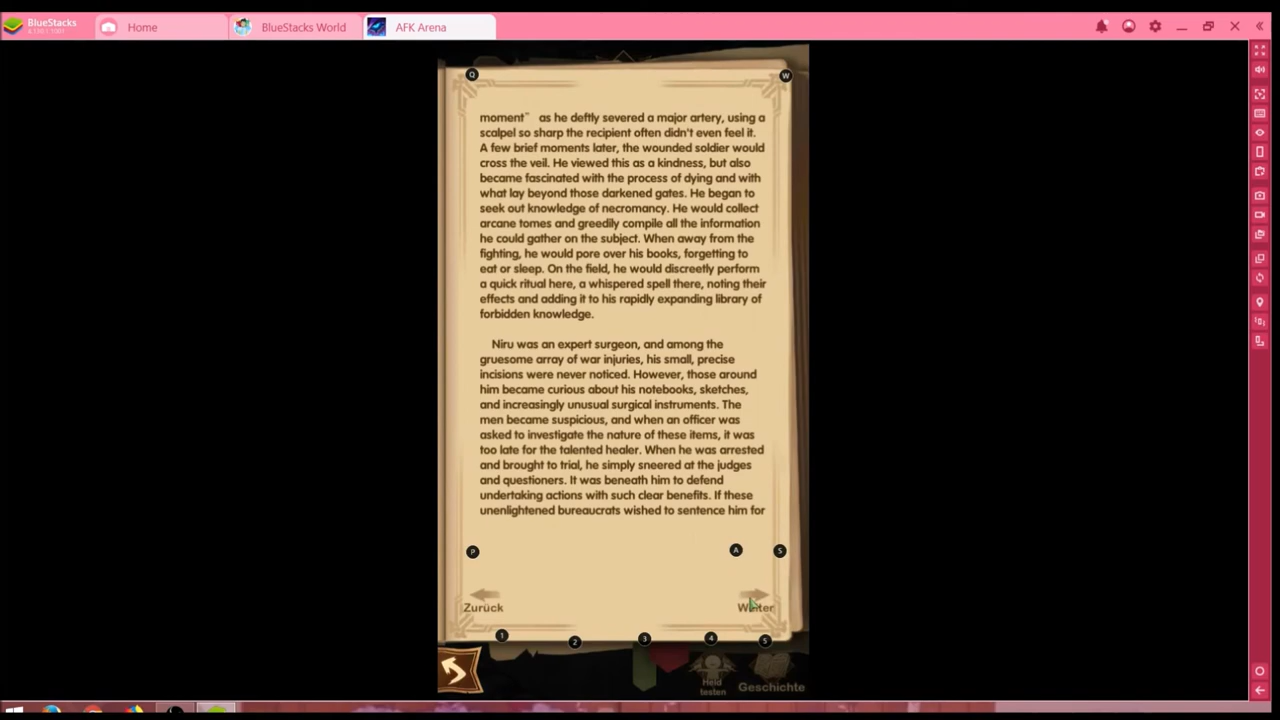 BlueStacks
Home
BlueStacks World
AFK Arena
Q
W
moment" as he deftly severed a major artery, using a
scalpel so sharp the recipient often didn't even feel it.
A few brief moments later, the wounded soldier would
cross the veil. He viewed this as a kindness, but also
became fascinated with the process of dying and with
what lay beyond those darkened gates. He began to
seek out knowledge of necromancy. He would collect
arcane tomes and greedily compile all the information
he could gather on the subject. When away from the
fighting, he would pore over his books, forgetting to
eat or sleep. On the field, he would discreetly perform
a quick ritual here, a whispered spell there, noting their
effects and adding it to his rapidly expanding library of
forbidden knowledge.
Niru was an expert surgeon, and among the
gruesome array of war injuries, his small, precise
incisions were never noticed. However, those around
him became curious about his notebooks, sketches,
and increasingly unusual surgical instruments. The
men became suspicious, and when an officer was
asked to investigate the nature of these items, it was
too late for the talented healer. When he was arrested
and brought to trial, he simply sneered at the judges
and questioners. It was beneath him to defend
undertaking actions with such clear benefits. If these
unenlightened bureaucrats wished to sentence him for
P
A
S
Zurück
Weiter
1
2
3
4
5
Held
testen
Geschichte